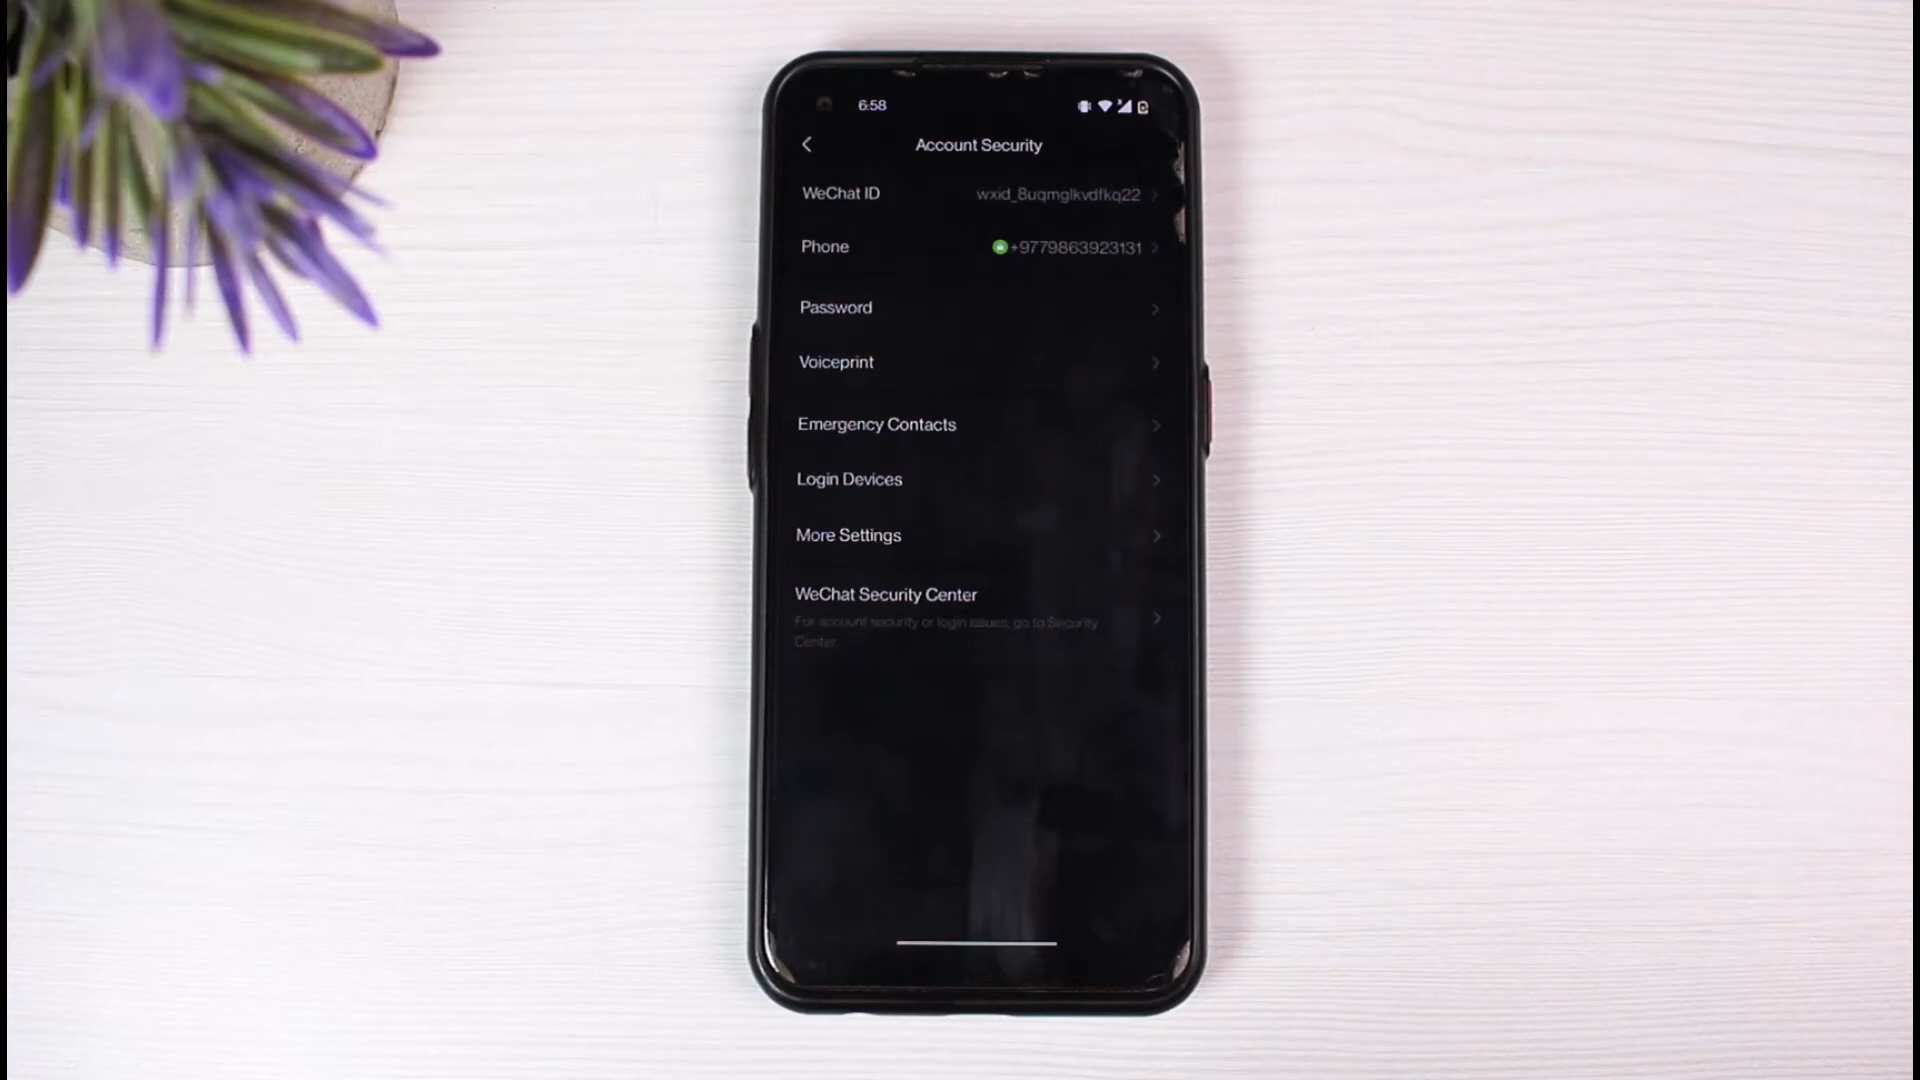 6:58
Account Security
WeChat ID wxid_8uqmglkvdfkq22
Phone +9779863923131
Password
Voiceprint
Emergency Contacts
Login Devices
More Settings
WeChat Security Center
For account security or login issues, go to Security
Center.